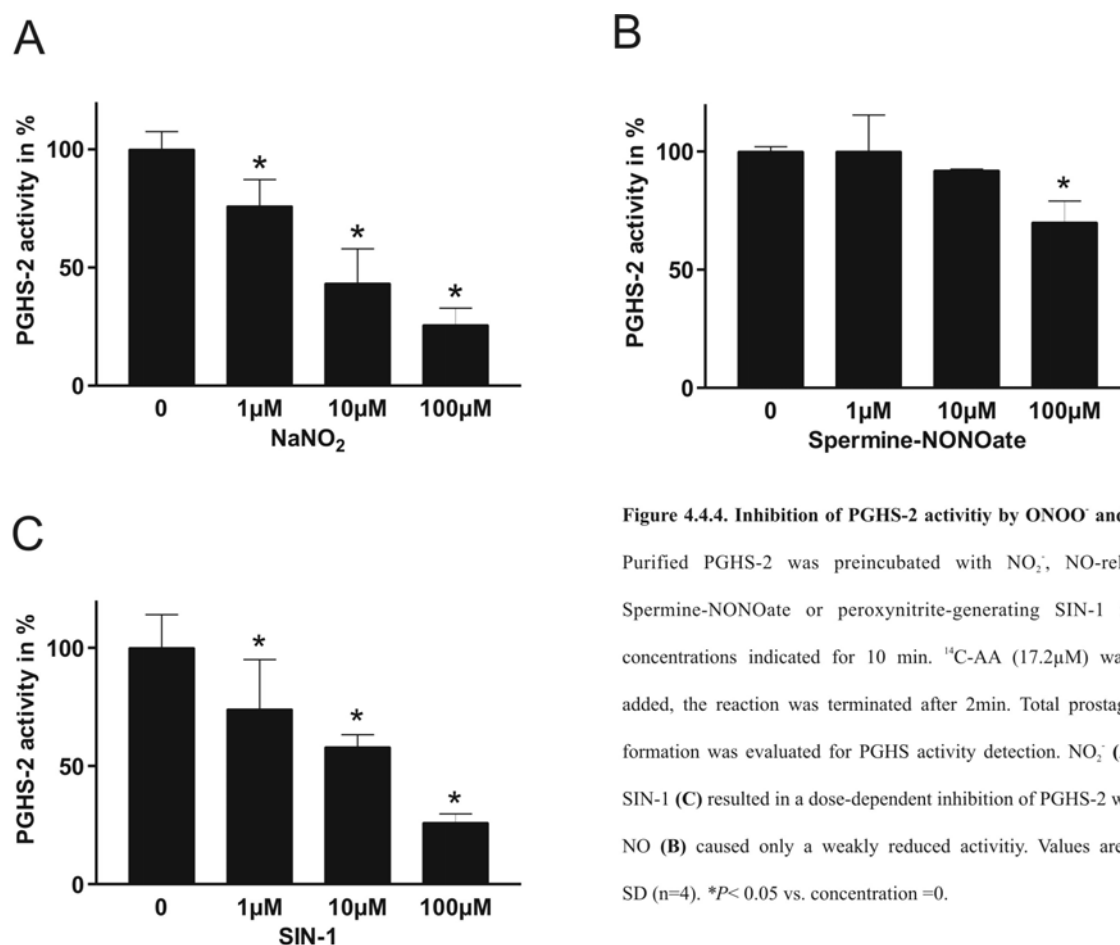 A
PGHS-2 activity in %
100
50
0
*
*
*
0 1µM 10µM 100µM
NaNO₂
B
PGHS-2 activity in %
100
50
0
*
0 1µM 10µM 100µM
Spermine-NONOate
C
PGHS-2 activity in %
100
50
0
*
*
*
0 1µM 10µM 100µM
SIN-1
Figure 4.4.4. Inhibition of PGHS-2 activitiy by ONOO⁻ and
Purified PGHS-2 was preincubated with NO₂⁻, NO-rel
Spermine-NONOate or peroxynitrite-generating SIN-1
concentrations indicated for 10 min. ¹⁴C-AA (17.2µM) wa
added, the reaction was terminated after 2min. Total prostag
formation was evaluated for PGHS activity detection. NO₂⁻ (
SIN-1 (C) resulted in a dose-dependent inhibition of PGHS-2 w
NO (B) caused only a weakly reduced activitiy. Values are
SD (n=4). *P< 0.05 vs. concentration =0.